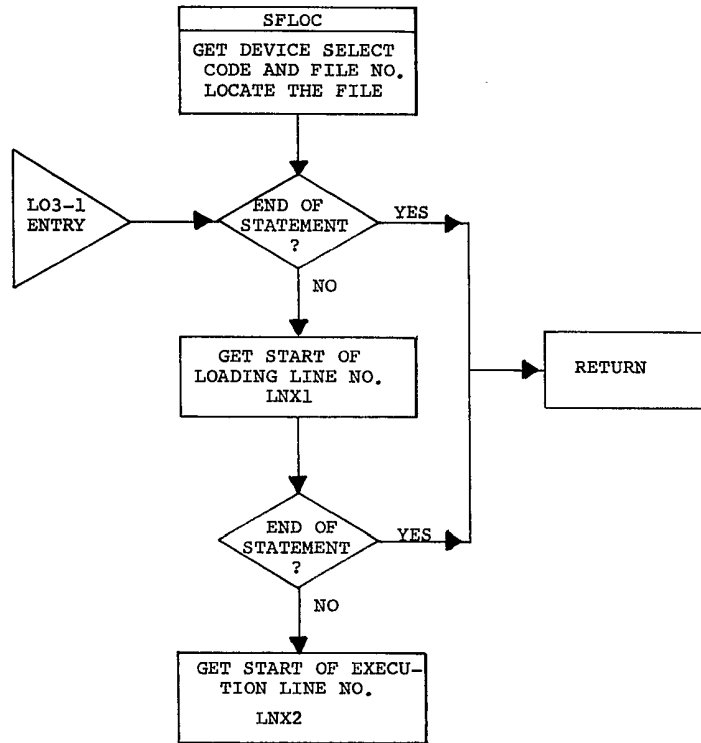 SFLOC
GET DEVICE SELECT
CODE AND FILE NO.
LOCATE THE FILE
LO3-1
ENTRY
END OF
STATEMENT
?
YES
NO
GET START OF
LOADING LINE NO.
LNX1
RETURN
END OF
STATEMENT
?
YES
NO
GET START OF EXECU-
TION LINE NO.
LNX2